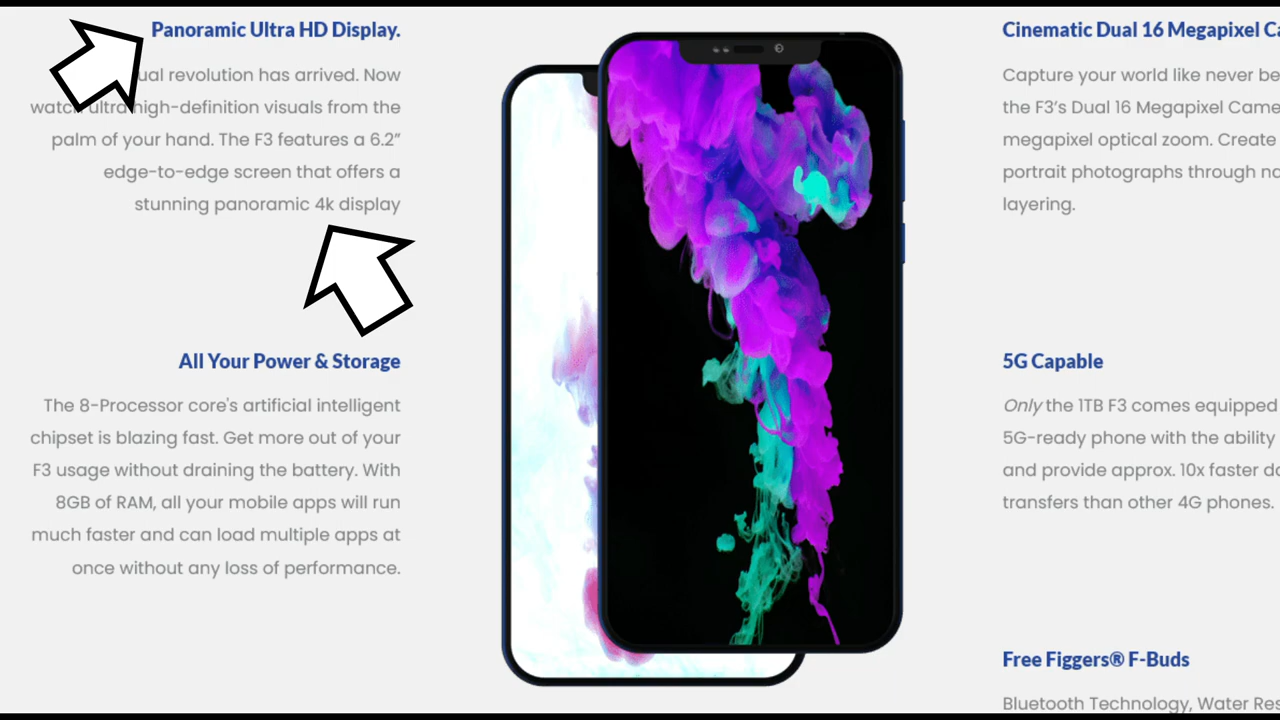 Panoramic Ultra HD Display.
ual revolution has arrived. Now
watch ultra high-definition visuals from the
palm of your hand. The F3 features a 6.2”
edge-to-edge screen that offers a
stunning panoramic 4k display
All Your Power & Storage
The 8-Processor core's artificial intelligent
chipset is blazing fast. Get more out of your
F3 usage without draining the battery. With
8GB of RAM, all your mobile apps will run
much faster and can load multiple apps at
once without any loss of performance.
Cinematic Dual 16 Megapixel Ca
Capture your world like never be
the F3’s Dual 16 Megapixel Came
megapixel optical zoom. Create
portrait photographs through na
layering.
5G Capable
Only the 1TB F3 comes equipped
5G-ready phone with the ability
and provide approx. 10x faster da
transfers than other 4G phones.
Free Figgers® F-Buds
Bluetooth Technology, Water Res